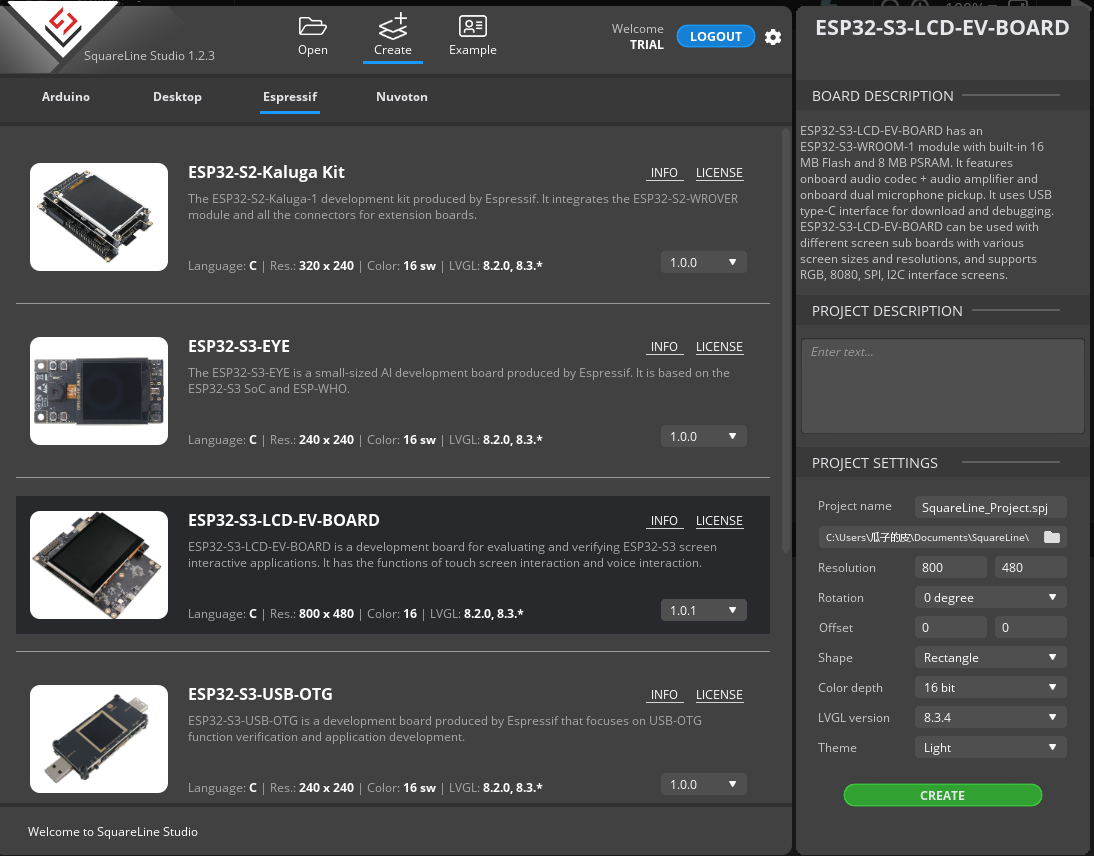 SquareLine Studio 1.2.3
Open
Create
Example
Welcome
TRIAL
LOGOUT
Arduino
Desktop
Espressif
Nuvoton
ESP32-S2-Kaluga Kit
INFO
LICENSE
The ESP32-S2-Kaluga-1 development kit produced by Espressif. It integrates the ESP32-S2-WROVER
module and all the connectors for extension boards.
Language: C | Res.: 320 x 240 | Color: 16 sw | LVGL: 8.2.0, 8.3.*
1.0.0
ESP32-S3-EYE
INFO
LICENSE
The ESP32-S3-EYE is a small-sized AI development board produced by Espressif. It is based on the
ESP32-S3 SoC and ESP-WHO.
Language: C | Res.: 240 x 240 | Color: 16 sw | LVGL: 8.2.0, 8.3.*
1.0.0
ESP32-S3-LCD-EV-BOARD
INFO
LICENSE
ESP32-S3-LCD-EV-BOARD is a development board for evaluating and verifying ESP32-S3 screen
interactive applications. It has the functions of touch screen interaction and voice interaction.
Language: C | Res.: 800 x 480 | Color: 16 | LVGL: 8.2.0, 8.3.*
1.0.1
ESP32-S3-USB-OTG
INFO
LICENSE
ESP32-S3-USB-OTG is a development board produced by Espressif that focuses on USB-OTG
function verification and application development.
Language: C | Res.: 240 x 240 | Color: 16 sw | LVGL: 8.2.0, 8.3.*
1.0.0
Welcome to SquareLine Studio
ESP32-S3-LCD-EV-BOARD
BOARD DESCRIPTION
ESP32-S3-LCD-EV-BOARD has an
ESP32-S3-WROOM-1 module with built-in 16
MB Flash and 8 MB PSRAM. It features
onboard audio codec + audio amplifier and
onboard dual microphone pickup. It uses USB
type-C interface for download and debugging.
ESP32-S3-LCD-EV-BOARD can be used with
different screen sub boards with various
screen sizes and resolutions, and supports
RGB, 8080, SPI, I2C interface screens.
PROJECT DESCRIPTION
Enter text...
PROJECT SETTINGS
Project name
SquareLine_Project.spj
C:\Users\瓜子的皮\Documents\SquareLine\
Resolution
800
480
Rotation
0 degree
Offset
0
0
Shape
Rectangle
Color depth
16 bit
LVGL version
8.3.4
Theme
Light
CREATE